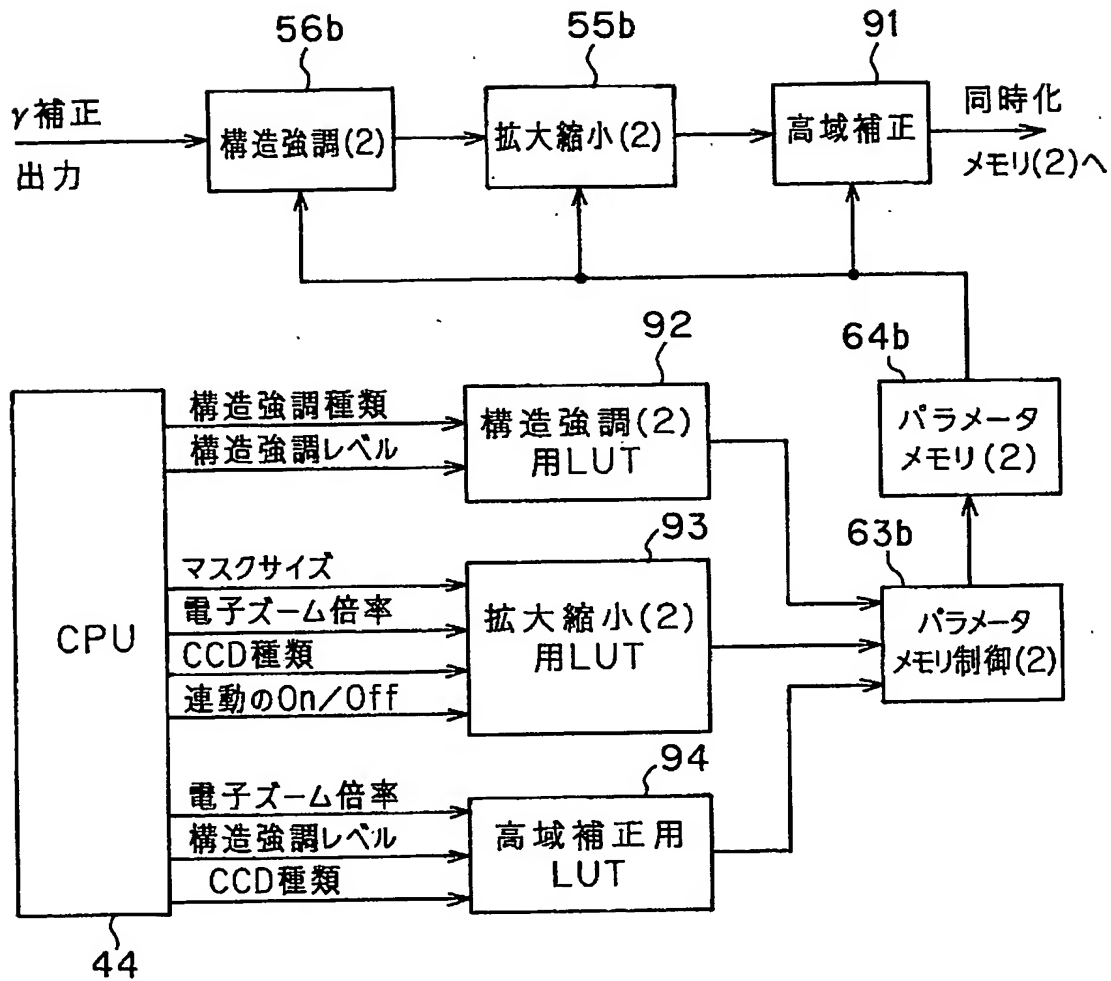 56b
55b
91
γ補正
出力
構造強調(2)
拡大縮小(2)
高域補正
同時化
メモリ(2)へ
92
64b
構造強調種類
構造強調レベル
構造強調(2)
用LUT
パラメータ
メモリ(2)
93
63b
マスクサイズ
電子ズーム倍率
CCD種類
連動のOn/Off
拡大縮小(2)
用LUT
パラメータ
メモリ制御(2)
CPU
94
電子ズーム倍率
構造強調レベル
CCD種類
高域補正用
LUT
44